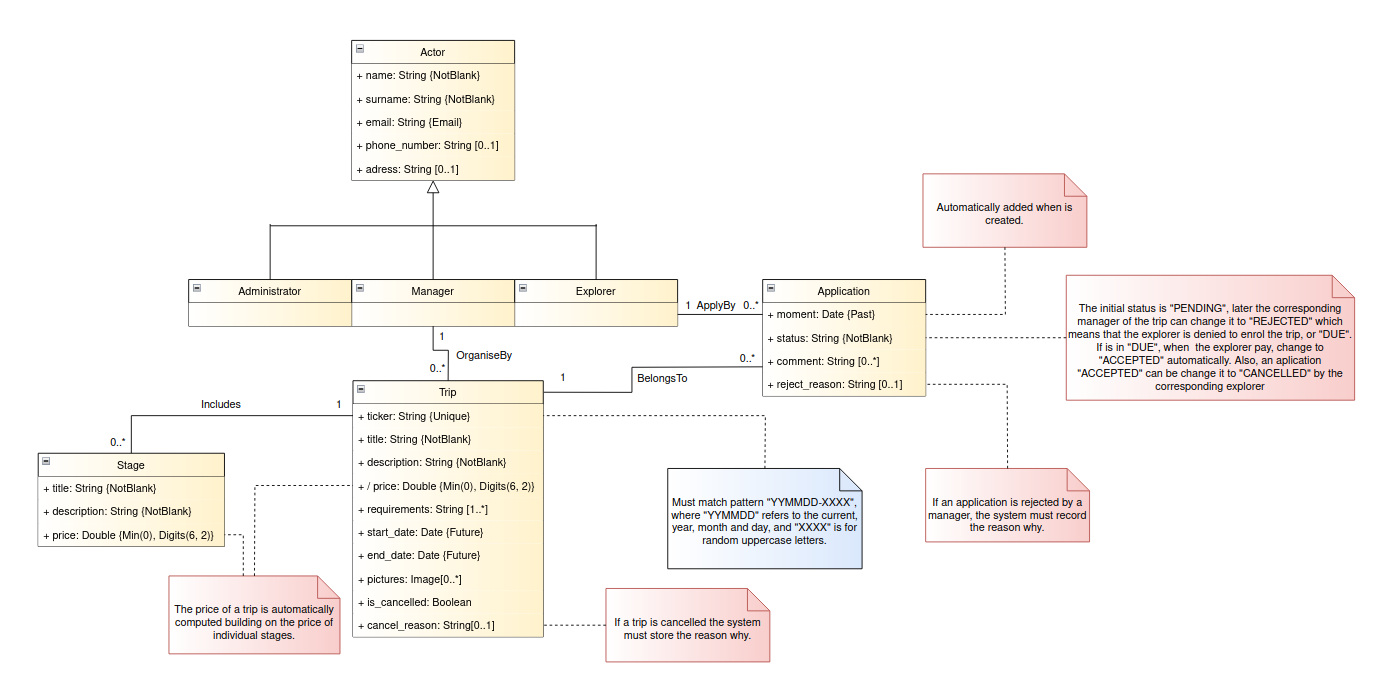 Actor
+ name: String {NotBlank}
+ surname: String {NotBlank}
+ email: String {Email}
+ phone_number: String [0..1]
+ adress: String [0..1]
Administrator
Manager
Explorer
1 ApplyBy 0..*
Application
+ moment: Date {Past}
+ status: String {NotBlank}
+ comment: String [0..*]
+ reject_reason: String [0..1]
Automatically added when is
created.
The initial status is "PENDING", later the corresponding
manager of the trip can change it to "REJECTED" which
means that the explorer is denied to enrol the trip, or "DUE".
If is in "DUE", when the explorer pay, change to
"ACCEPTED" automatically. Also, an aplication
"ACCEPTED" can be change it to "CANCELLED" by the
corresponding explorer
1
OrganiseBy
0..*
0..*
BelongsTo
1
Trip
+ ticker: String {Unique}
+ title: String {NotBlank}
+ description: String {NotBlank}
+ / price: Double {Min(0), Digits(6, 2)}
+ requirements: String [1..*]
+ start_date: Date {Future}
+ end_date: Date {Future}
+ pictures: Image[0..*]
+ is_cancelled: Boolean
+ cancel_reason: String[0..1]
Includes
1
0..*
Stage
+ title: String {NotBlank}
+ description: String {NotBlank}
+ price: Double {Min(0), Digits(6, 2)}
The price of a trip is automatically
computed building on the price of
individual stages.
Must match pattern "YYMMDD-XXXX",
where "YYMMDD" refers to the current,
year, month and day, and "XXXX" is for
random uppercase letters.
If an application is rejected by a
manager, the system must record
the reason why.
If a trip is cancelled the system
must store the reason why.